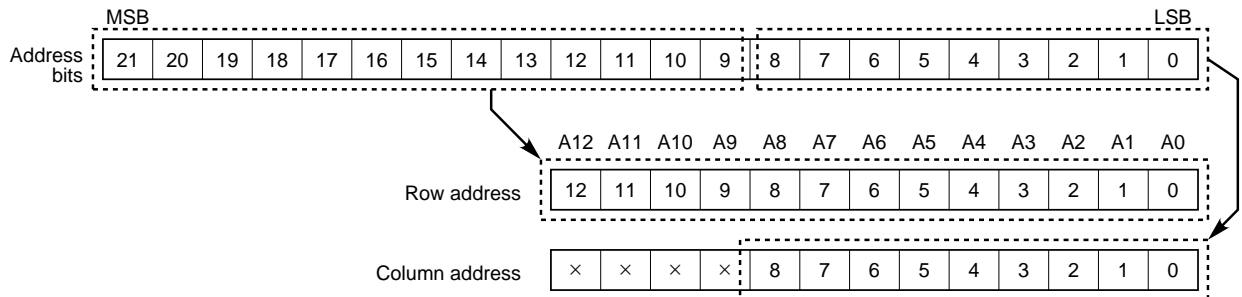 MSB LSB
Address bits 21 20 19 18 17 16 15 14 13 12 11 10 9 8 7 6 5 4 3 2 1 0
A12 A11 A10 A9 A8 A7 A6 A5 A4 A3 A2 A1 A0
Row address 12 11 10 9 8 7 6 5 4 3 2 1 0
Column address × × × × 8 7 6 5 4 3 2 1 0